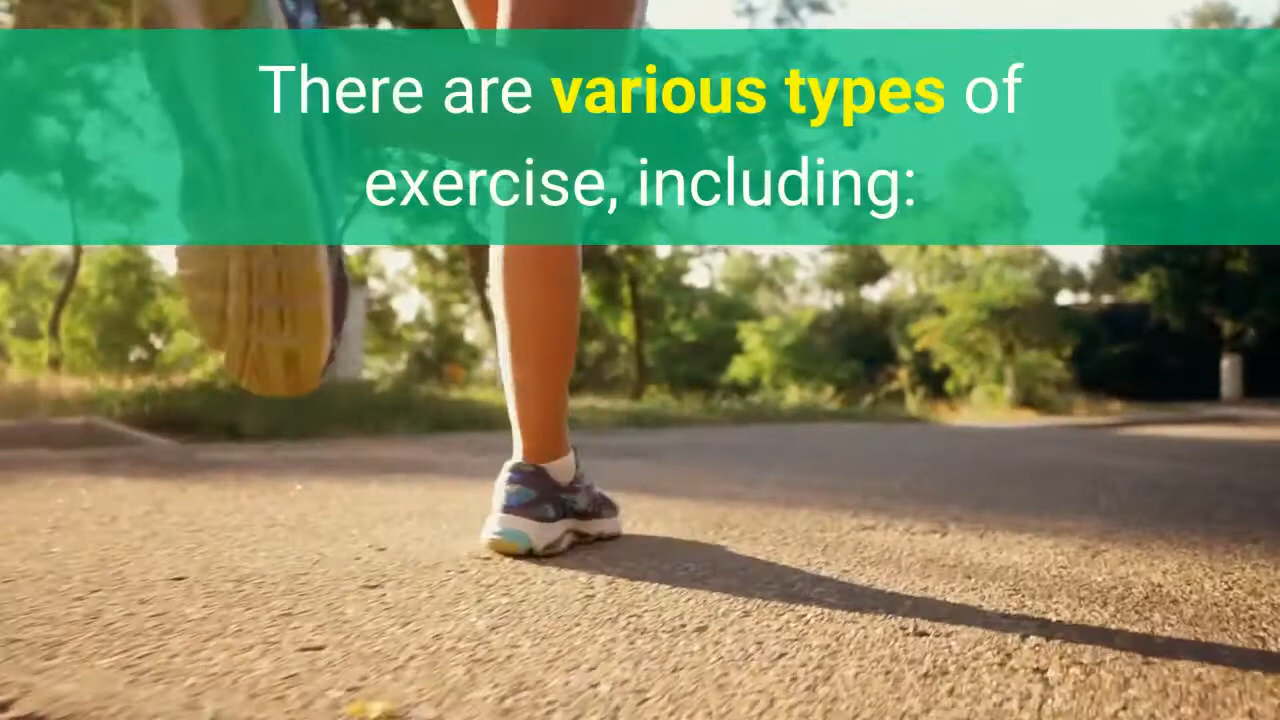 There are various types of
exercise, including: